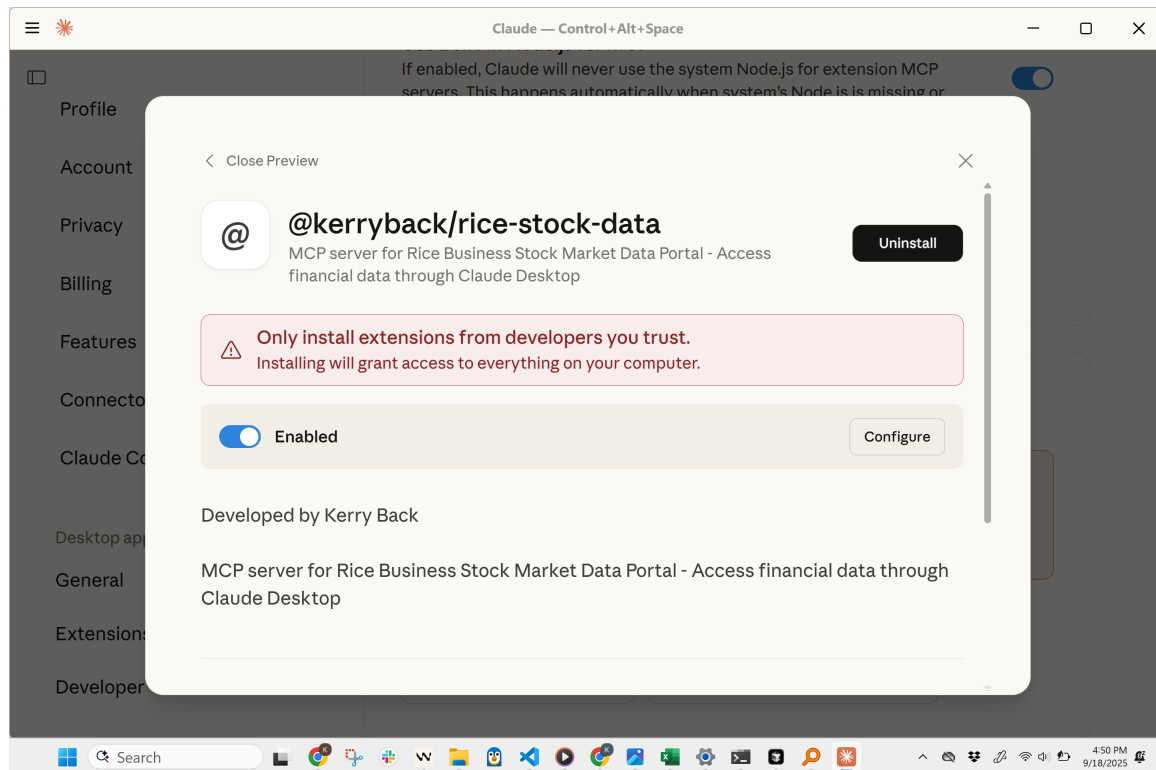 Claude — Control+Alt+Space
If enabled, Claude will never use the system Node.js for extension MCP
servers. This happens automatically when system's Node.js is missing or
Profile
Account
Privacy
Billing
Features
Connecto
Claude Co
Desktop app
General
Extensions
Developer
Close Preview
@
@kerryback/rice-stock-data
MCP server for Rice Business Stock Market Data Portal - Access
financial data through Claude Desktop
Uninstall
Only install extensions from developers you trust.
Installing will grant access to everything on your computer.
Enabled
Configure
Developed by Kerry Back
MCP server for Rice Business Stock Market Data Portal - Access financial data through
Claude Desktop
Search
K
K
4:50 PM
9/18/2025